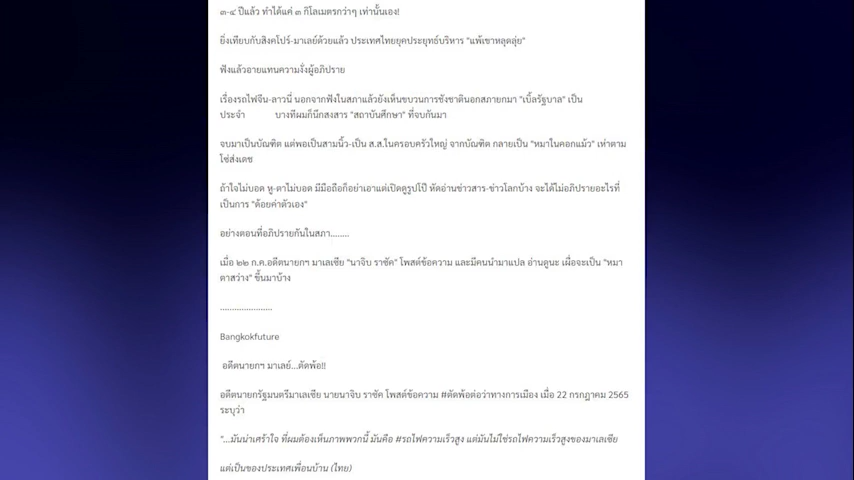 ๓-๔ ปีแล้ว ทำได้แค่ ๓ กิโลเมตรกว่าๆ เท่านั้นเอง!
ยิ่งเทียบกับสิงคโปร์-มาเลย์ด้วยแล้ว ประเทศไทยยุคประยุทธ์บริหาร "แพ้เขาหลุดลุ่ย"
ฟังแล้วอายแทนความงั่งผู้อภิปราย
เรื่องรถไฟจีน-ลาวนี่ นอกจากฟังในสภาแล้วยังเห็นขบวนการชังชาตินอกสภายกมา "เบิ้ลรัฐบาล" เป็น
ประจำ บางทีผมก็นึกสงสาร "สถาบันศึกษา" ที่จบกันมา
จบมาเป็นบัณฑิต แต่พอเป็นสามนิ้ว-เป็น ส.ส.ในครอบครัวใหญ่ จากบัณฑิต กลายเป็น "หมาในคอกแม้ว" เห่าตาม
โซ่ส่งเดช
ถ้าใจไม่บอด หู-ตาไม่บอด มีมือถือก็อย่าเอาแต่เปิดดูรูปโป๊ หัดอ่านข่าวสาร-ข่าวโลกบ้าง จะได้ไม่อภิปรายอะไรที่
เป็นการ "ด้อยค่าตัวเอง"
อย่างตอนที่อภิปรายกันในสภา........
เมื่อ ๒๒ ก.ค.อดีตนายกฯ มาเลเซีย "นาจิบ ราซัค" โพสต์ข้อความ และมีคนนำมาแปล อ่านดูนะ เผื่อจะเป็น "หมา
ตาสว่าง" ขึ้นมาบ้าง
......................
Bangkokfuture
อดีตนายกฯ มาเลย์...ตัดพ้อ!!
อดีตนายกรัฐมนตรีมาเลเซีย นายนาจิบ ราซัค โพสต์ข้อความ #ตัดพ้อต่อว่าทางการเมือง เมื่อ 22 กรกฎาคม 2565
ระบุว่า
"...มันน่าเศร้าใจ ที่ผมต้องเห็นภาพพวกนี้ มันคือ #รถไฟความเร็วสูง แต่มันไม่ใช่รถไฟความเร็วสูงของมาเลเซีย
แต่เป็นของประเทศเพื่อนบ้าน (ไทย)